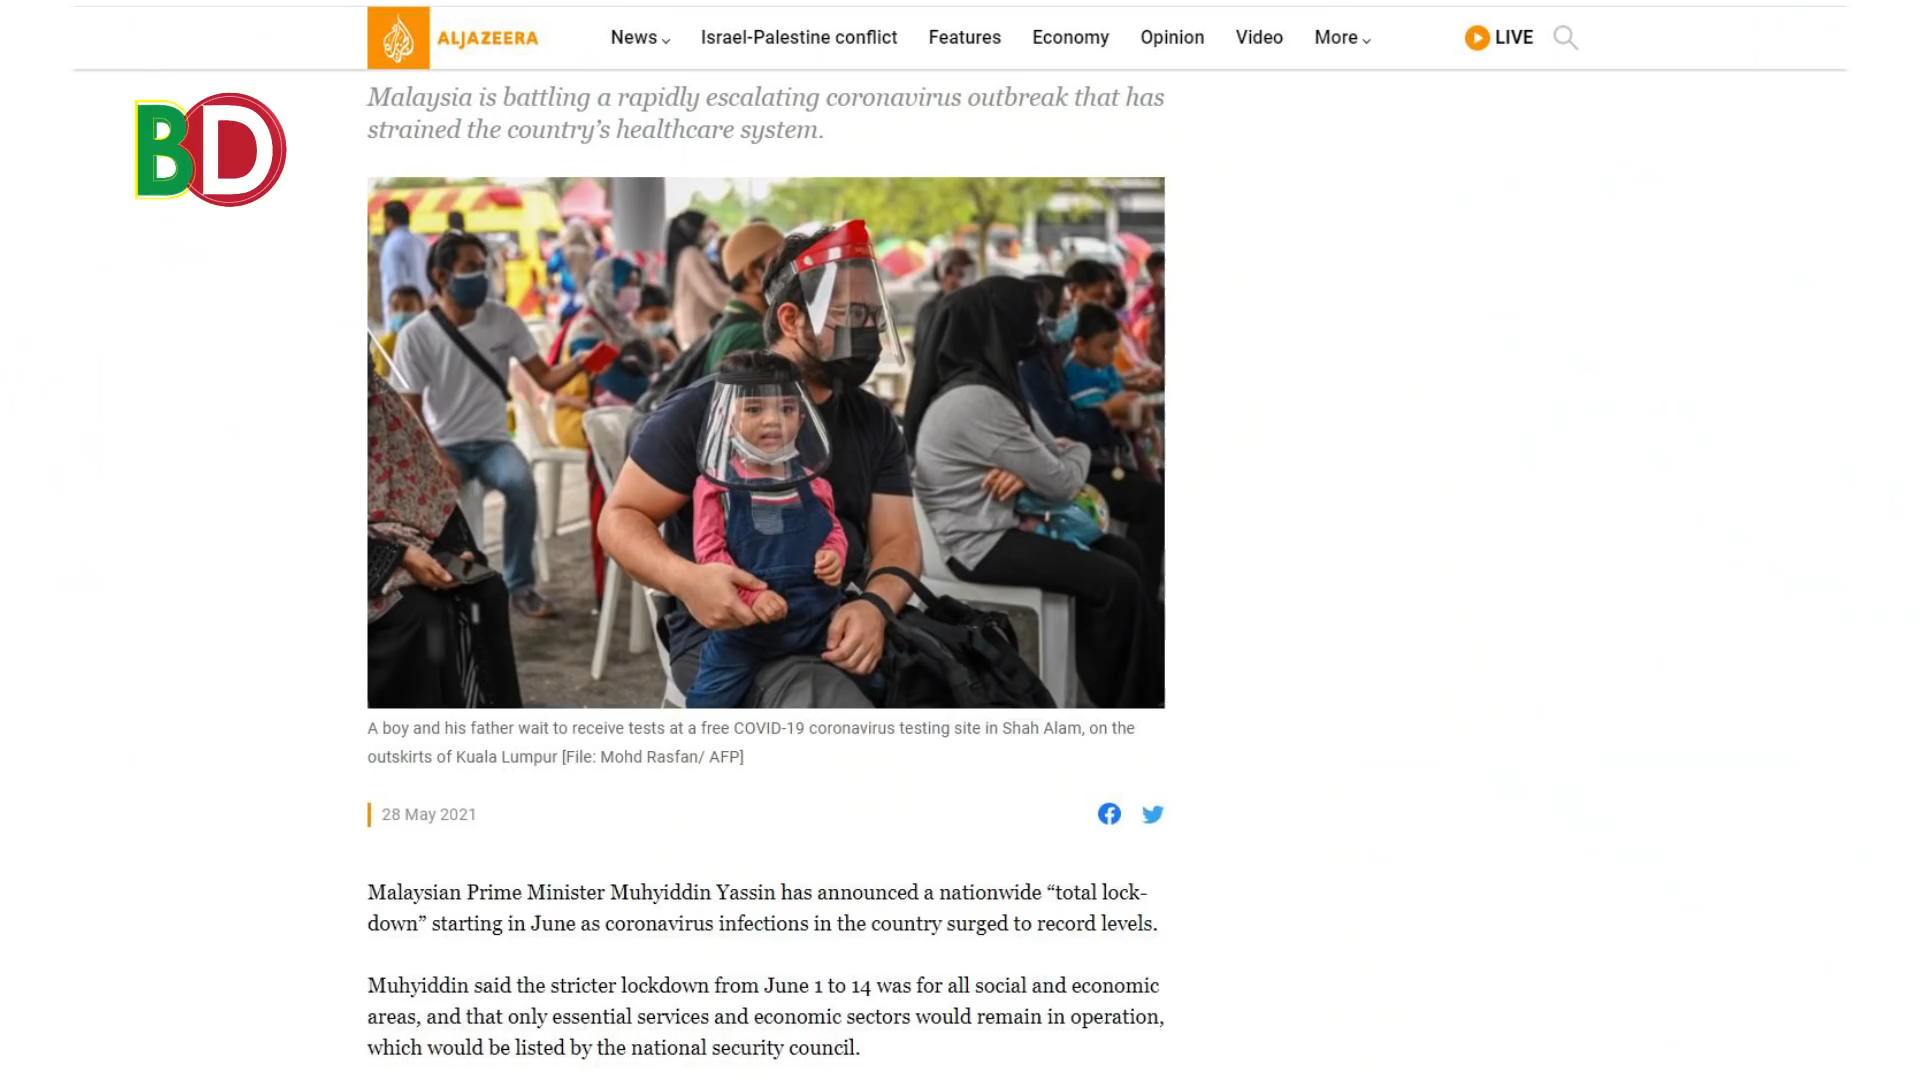 ALJAZEERA
News Israel-Palestine conflict Features Economy Opinion Video More LIVE
BD
Malaysia is battling a rapidly escalating coronavirus outbreak that has
strained the country’s healthcare system.
A boy and his father wait to receive tests at a free COVID-19 coronavirus testing site in Shah Alam, on the
outskirts of Kuala Lumpur [File: Mohd Rasfan/ AFP]
28 May 2021
Malaysian Prime Minister Muhyiddin Yassin has announced a nationwide “total lock-
down” starting in June as coronavirus infections in the country surged to record levels.
Muhyiddin said the stricter lockdown from June 1 to 14 was for all social and economic
areas, and that only essential services and economic sectors would remain in operation,
which would be listed by the national security council.